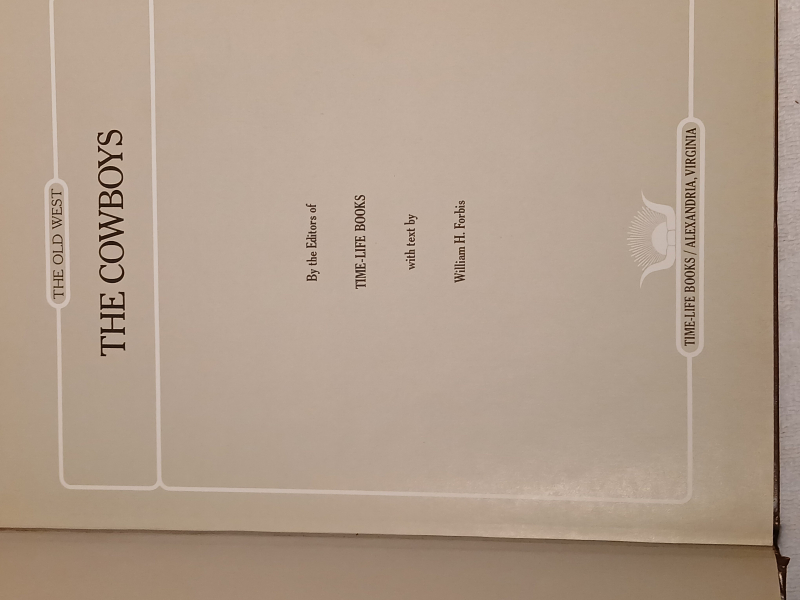 THE OLD WEST
THE COWBOYS
By the Editors of
TIME-LIFE BOOKS
with text by
William H. Forbis
TIME-LIFE BOOKS / ALEXANDRIA, VIRGINIA